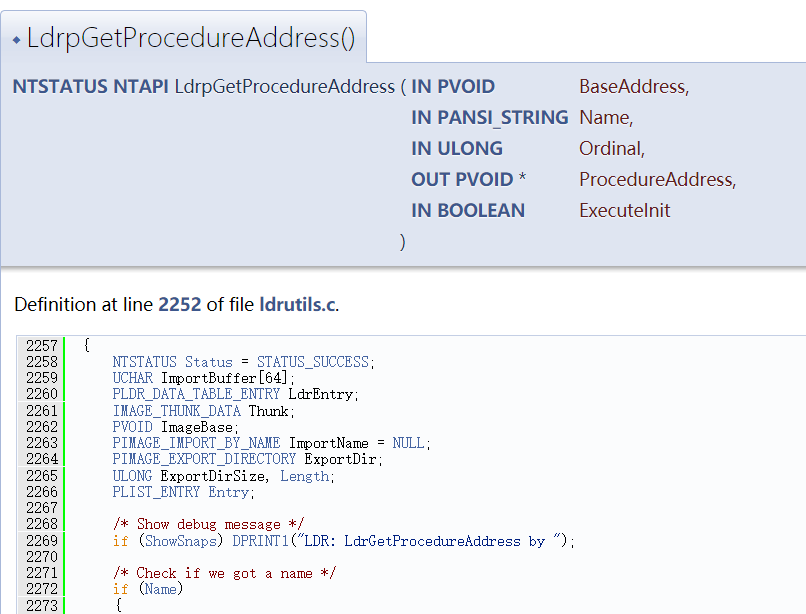 ◆ LdrpGetProcedureAddress()
NTSTATUS NTAPI LdrpGetProcedureAddress ( IN PVOID BaseAddress,
IN PANSI_STRING Name,
IN ULONG Ordinal,
OUT PVOID * ProcedureAddress,
IN BOOLEAN ExecuteInit
)
Definition at line 2252 of file ldrutils.c.
2257 {
2258 NTSTATUS Status = STATUS_SUCCESS;
2259 UCHAR ImportBuffer[64];
2260 PLDR_DATA_TABLE_ENTRY LdrEntry;
2261 IMAGE_THUNK_DATA Thunk;
2262 PVOID ImageBase;
2263 PIMAGE_IMPORT_BY_NAME ImportName = NULL;
2264 PIMAGE_EXPORT_DIRECTORY ExportDir;
2265 ULONG ExportDirSize, Length;
2266 PLIST_ENTRY Entry;
2267
2268 /* Show debug message */
2269 if (ShowSnaps) DPRINT1("LDR: LdrGetProcedureAddress by ");
2270
2271 /* Check if we got a name */
2272 if (Name)
2273 {